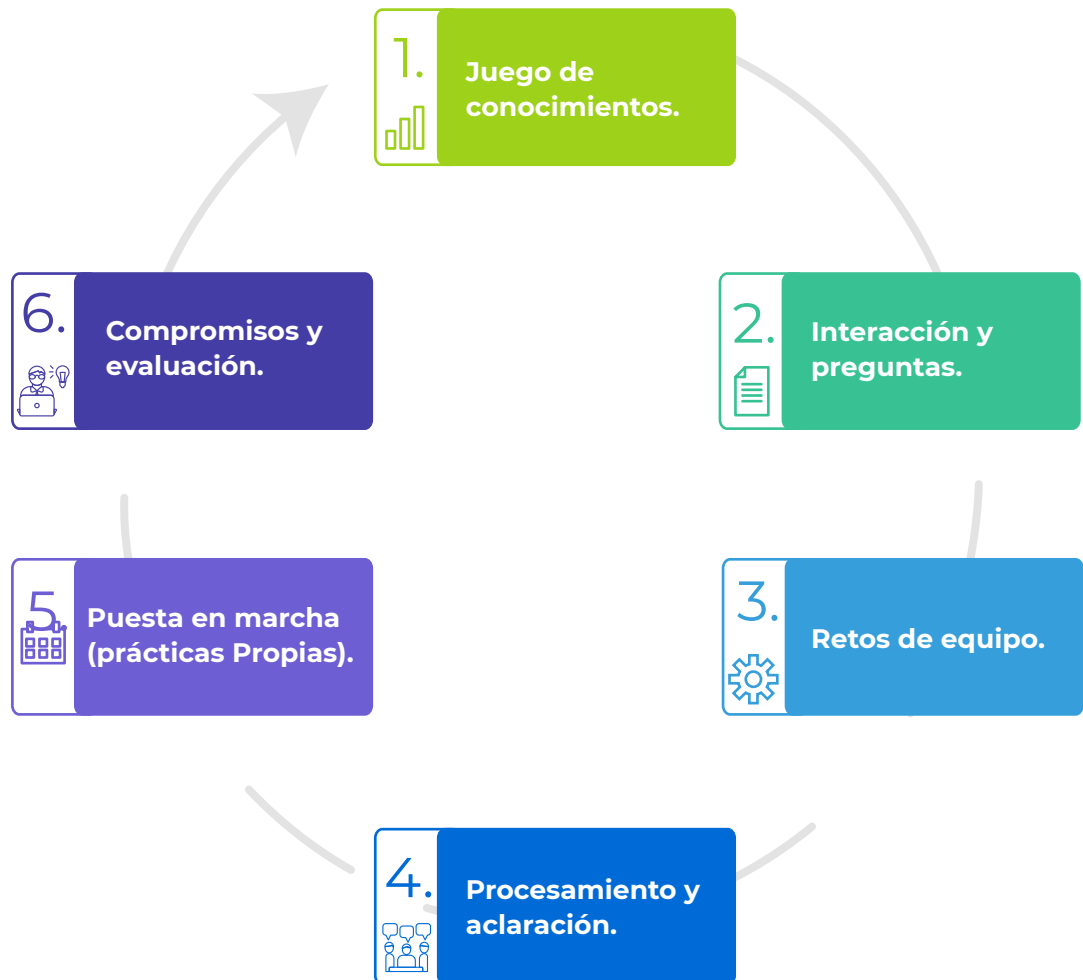 1.
Juego de
conocimientos.
2.
Interacción y
preguntas.
3.
Retos de equipo.
4.
Procesamiento y
aclaración.
5.
Puesta en marcha
(prácticas Propias).
6.
Compromisos y
evaluación.